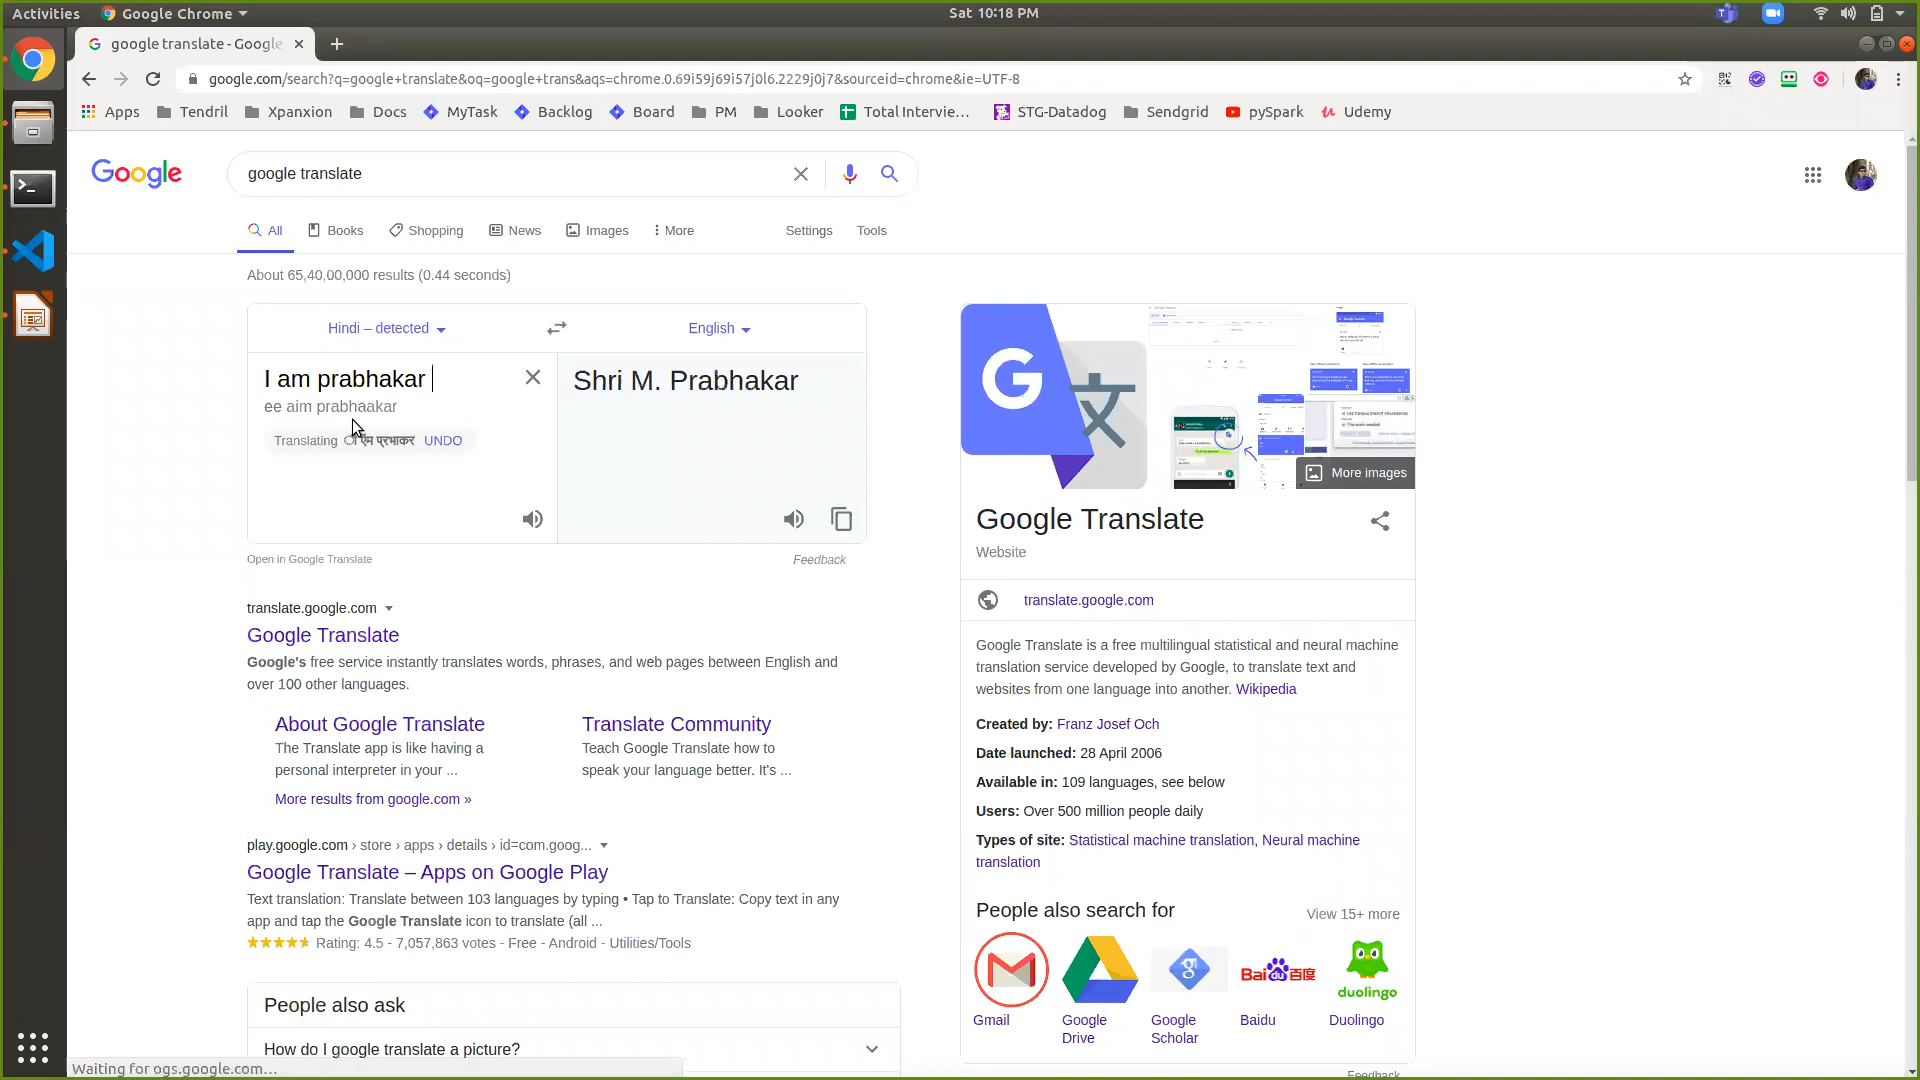 Activities
Google Chrome
Sat 10:18 PM
google translate - Google
google.com/search?q=google+translate&oq=google+trans&aqs=chrome.0.69i59j69i57j0l6.2229j0j7&sourceid=chrome&ie=UTF-8
Apps Tendril Xpanxion Docs MyTask Backlog Board PM Looker Total Intervie... STG-Datadog Sendgrid pySpark Udemy
Google
google translate
All Books Shopping News Images More Settings Tools
About 65,40,00,000 results (0.44 seconds)
Hindi – detected
English
I am prabhakar
ee aim prabhaakar
Translating एम प्रभाकर UNDO
Shri M. Prabhakar
Open in Google Translate
Feedback
translate.google.com
Google Translate
Google's free service instantly translates words, phrases, and web pages between English and
over 100 other languages.
About Google Translate
The Translate app is like having a
personal interpreter in your ...
Translate Community
Teach Google Translate how to
speak your language better. It's ...
More results from google.com »
play.google.com › store › apps › details › id=com.goog...
Google Translate – Apps on Google Play
Text translation: Translate between 103 languages by typing • Tap to Translate: Copy text in any
app and tap the Google Translate icon to translate (all ...
Rating: 4.5 - 7,057,863 votes - Free - Android - Utilities/Tools
People also ask
How do I google translate a picture?
Waiting for ogs.google.com...
G 文
More images
Google Translate
Website
translate.google.com
Google Translate is a free multilingual statistical and neural machine
translation service developed by Google, to translate text and
websites from one language into another. Wikipedia
Created by: Franz Josef Och
Date launched: 28 April 2006
Available in: 109 languages, see below
Users: Over 500 million people daily
Types of site: Statistical machine translation, Neural machine
translation
People also search for
View 15+ more
Baidu百度
duolingo
Gmail
Google
Drive
Google
Scholar
Baidu
Duolingo
Feedback